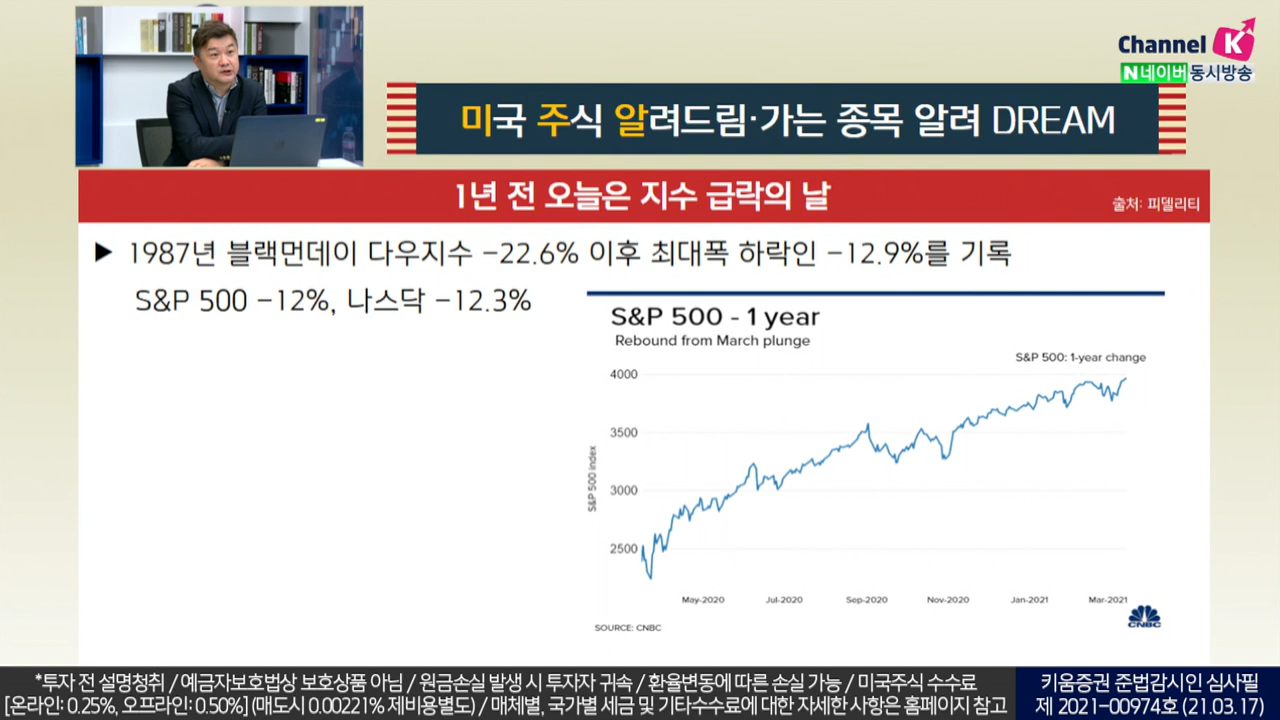 Channel K
N네이버 동시방송
미국 주식 알려드림·가는 종목 알려 DREAM
1년 전 오늘은 지수 급락의 날
출처: 피델리티
▶ 1987년 블랙먼데이 다우지수 -22.6% 이후 최대폭 하락인 -12.9%를 기록
S&P 500 -12%, 나스닥 -12.3%
S&P 500 - 1 year
Rebound from March plunge
S&P 500: 1-year change
4000
3500
3000
2500
S&P 500 index
May-2020 Jul-2020 Sep-2020 Nov-2020 Jan-2021 Mar-2021
SOURCE: CNBC
CNBC
*투자 전 설명청취 / 예금자보호법상 보호상품 아님 / 원금손실 발생 시 투자자 귀속 / 환율변동에 따른 손실 가능 / 미국주식 수수료
[온라인: 0.25%, 오프라인: 0.50%] (매도시 0.00221% 제비용별도) / 매체별, 국가별 세금 및 기타수수료에 대한 자세한 사항은 홈페이지 참고
키움증권 준법감시인 심사필
제 2021-00974호 (21.03.17)